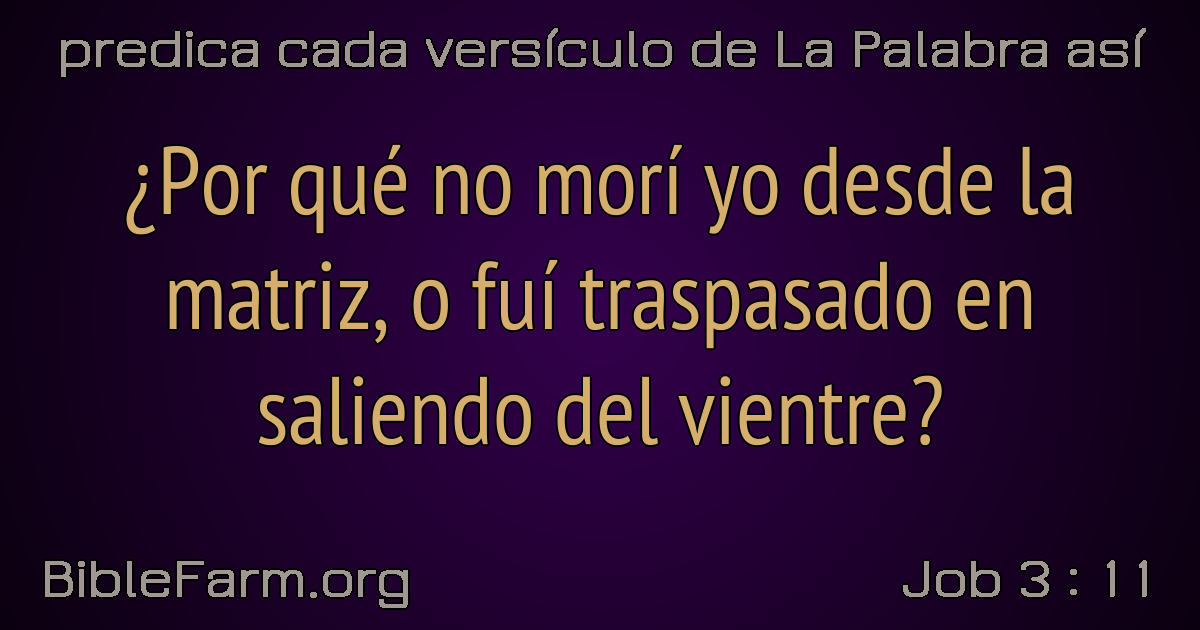 predica cada versículo de La Palabra así
¿Por qué no morí yo desde la
matriz, o fuí traspasado en
saliendo del vientre?
BibleFarm.org
Job 3 : 11